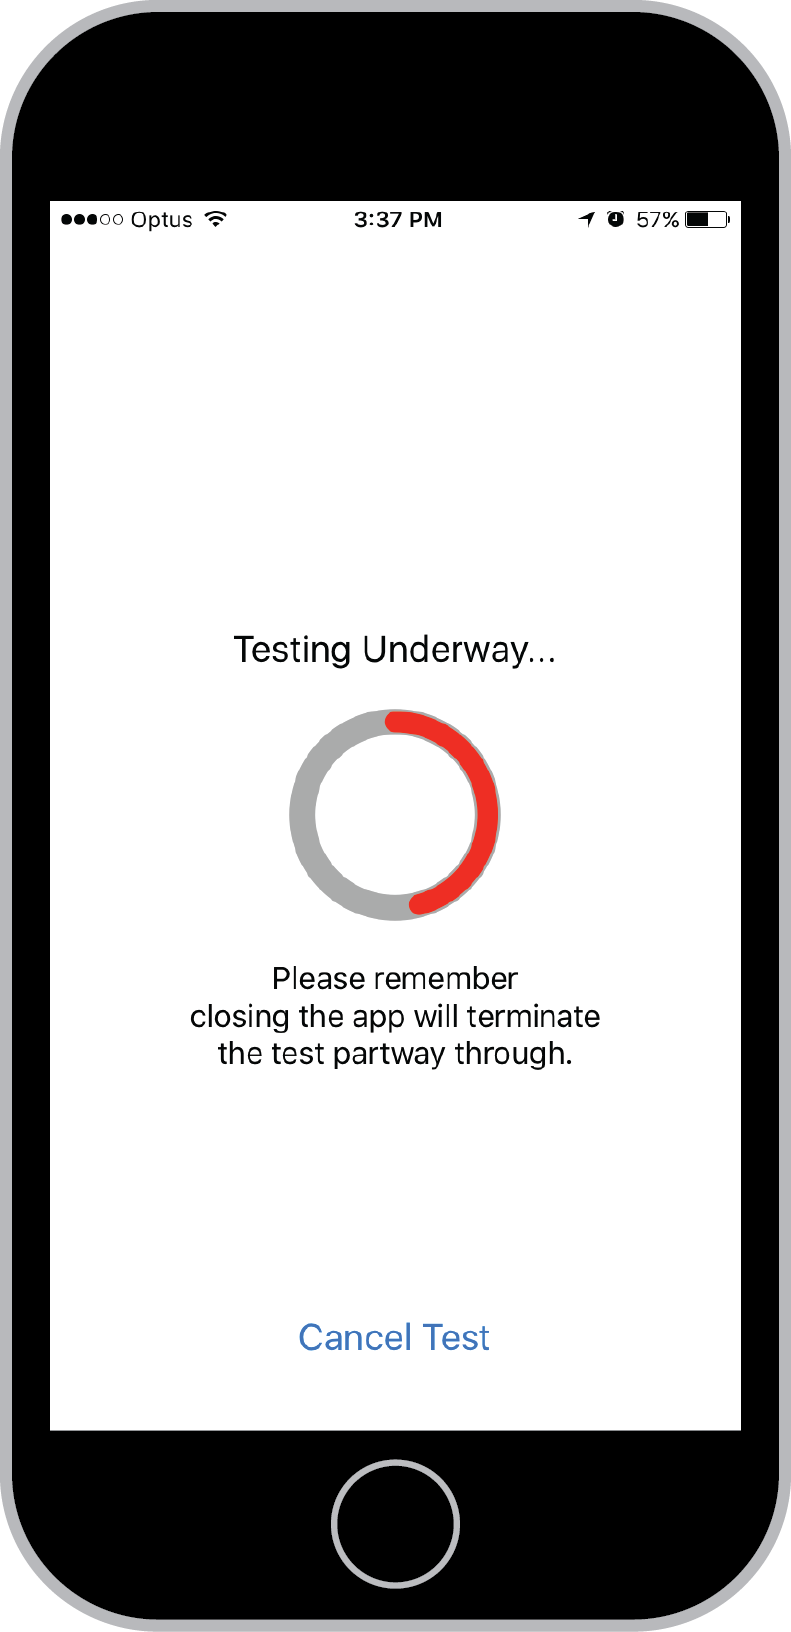 Optus 3:37 PM 57%
Testing Underway...
Please remember
closing the app will terminate
the test partway through.
Cancel Test